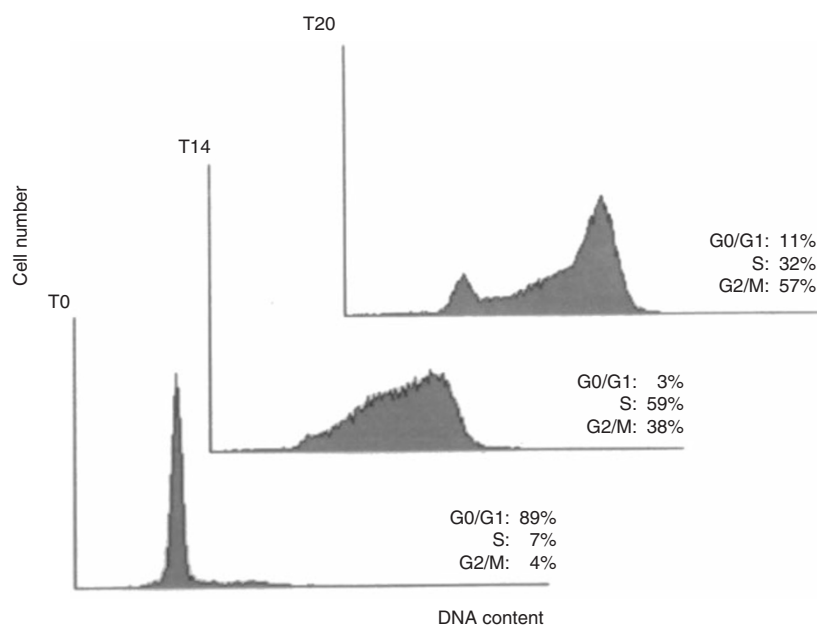 T20
G0/G1: 11%
S: 32%
G2/M: 57%
T14
G0/G1: 3%
S: 59%
G2/M: 38%
Cell number
T0
G0/G1: 89%
S: 7%
G2/M: 4%
DNA content